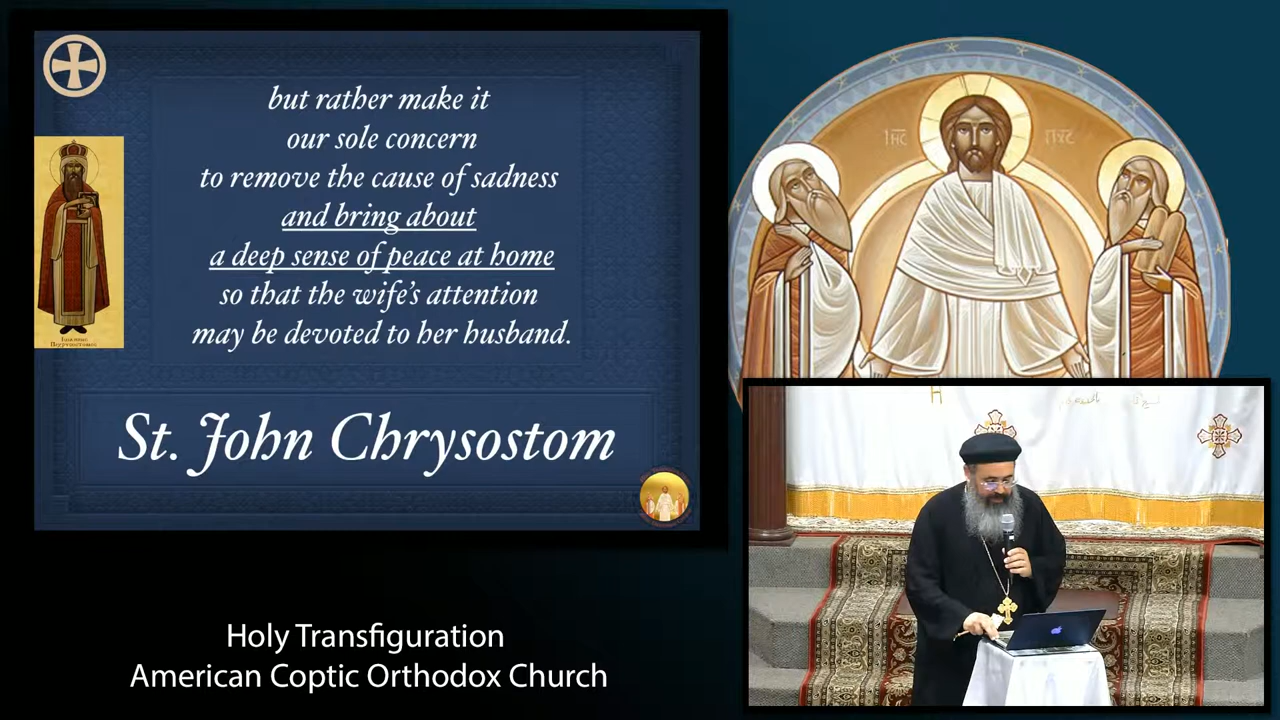 but rather make it
our sole concern
to remove the cause of sadness
and bring about
a deep sense of peace at home
so that the wife’s attention
may be devoted to her husband.
St. John Chrysostom
Holy Transfiguration
American Coptic Orthodox Church